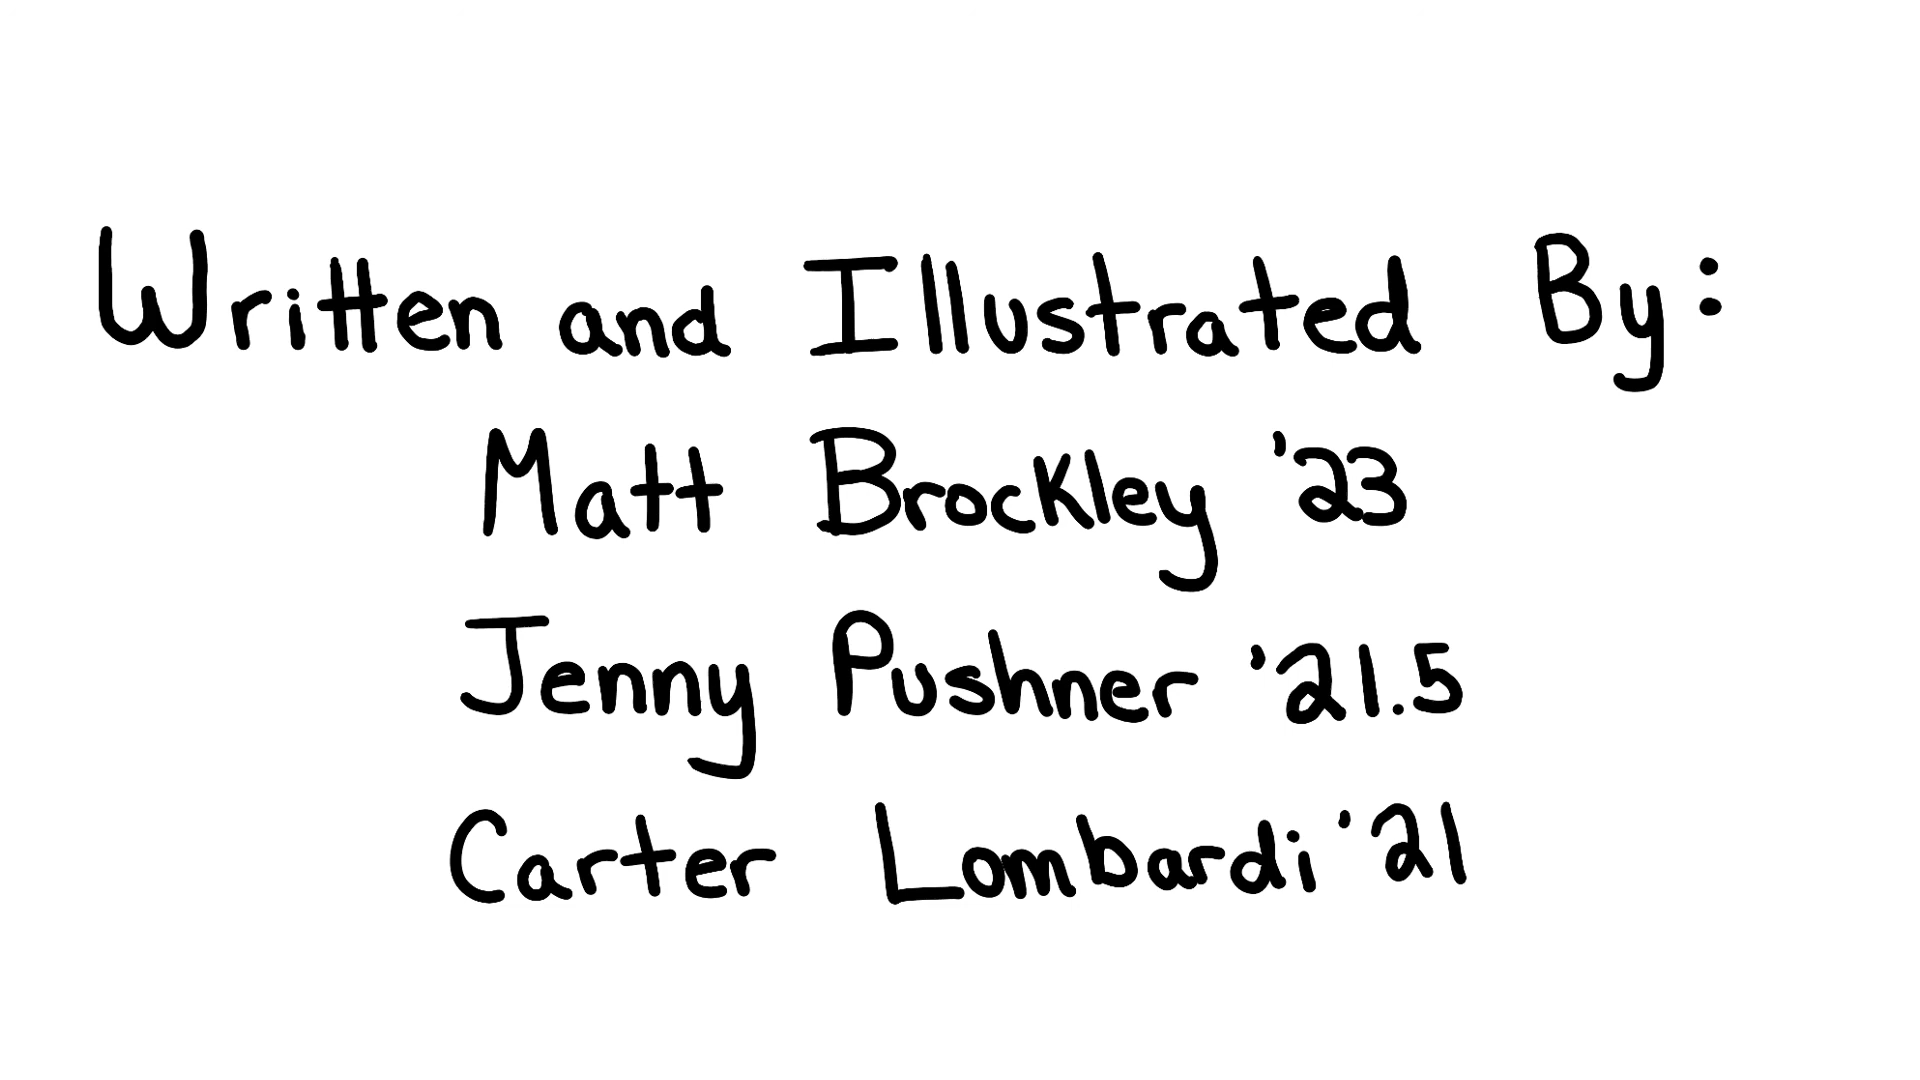 Written and Illustrated By:
Matt Brockley '23
Jenny Pushner '21.5
Carter Lombardi '21